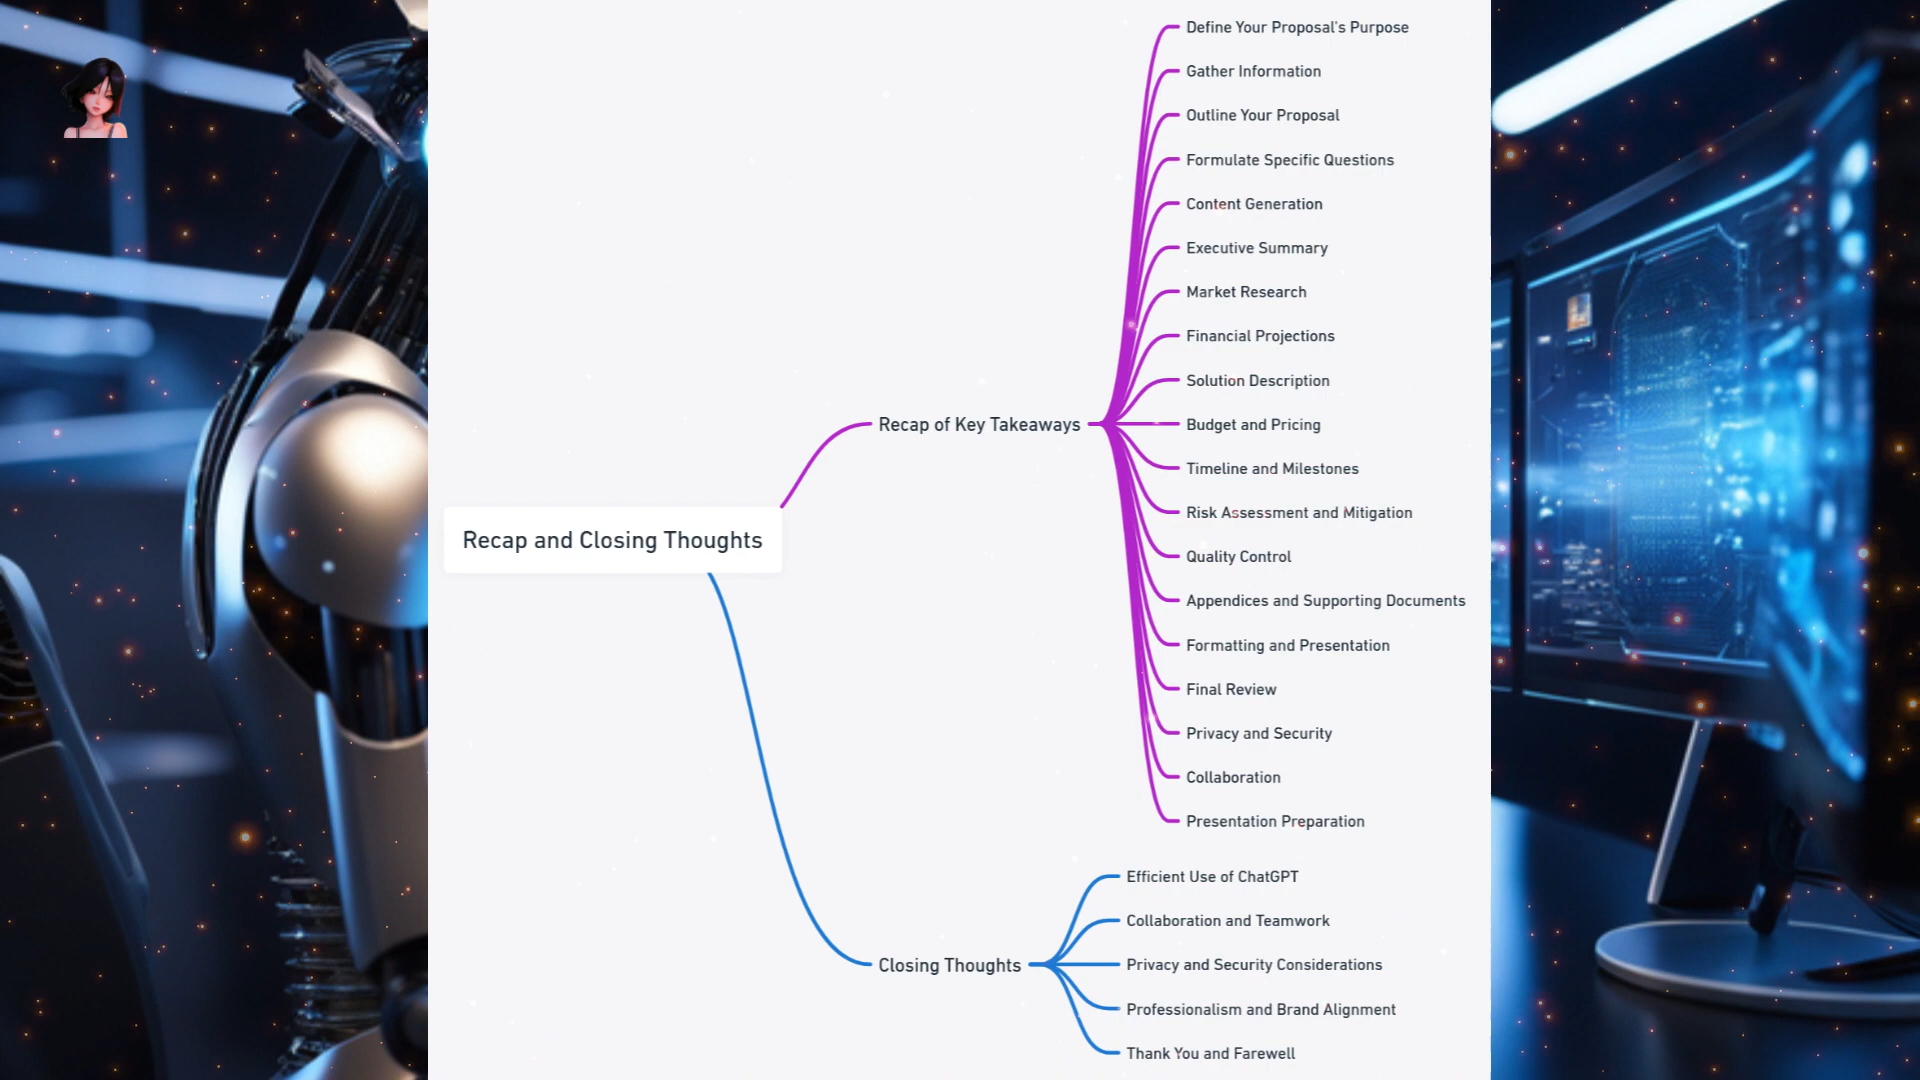 Recap and Closing Thoughts
Recap of Key Takeaways
Define Your Proposal's Purpose
Gather Information
Outline Your Proposal
Formulate Specific Questions
Content Generation
Executive Summary
Market Research
Financial Projections
Solution Description
Budget and Pricing
Timeline and Milestones
Risk Assessment and Mitigation
Quality Control
Appendices and Supporting Documents
Formatting and Presentation
Final Review
Privacy and Security
Collaboration
Presentation Preparation
Closing Thoughts
Efficient Use of ChatGPT
Collaboration and Teamwork
Privacy and Security Considerations
Professionalism and Brand Alignment
Thank You and Farewell